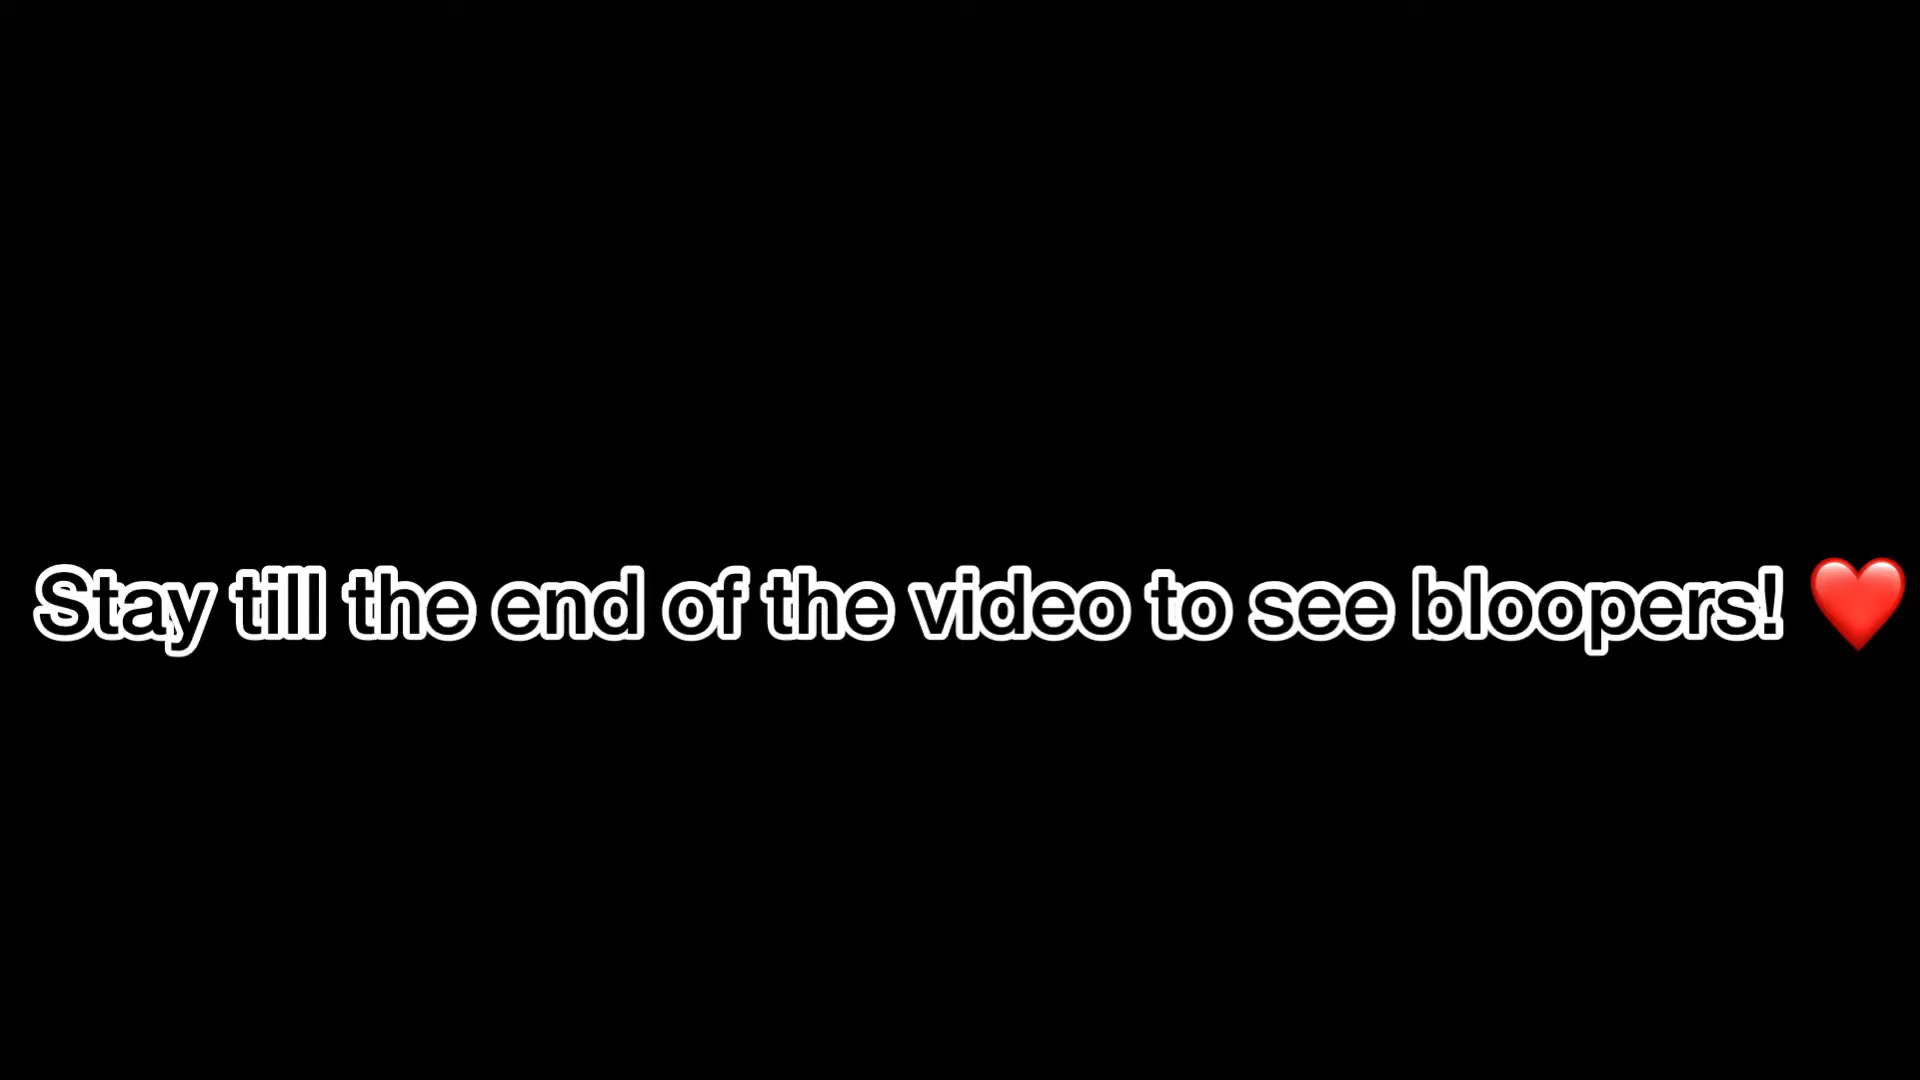 Stay till the end of the video to see bloopers! ❤️